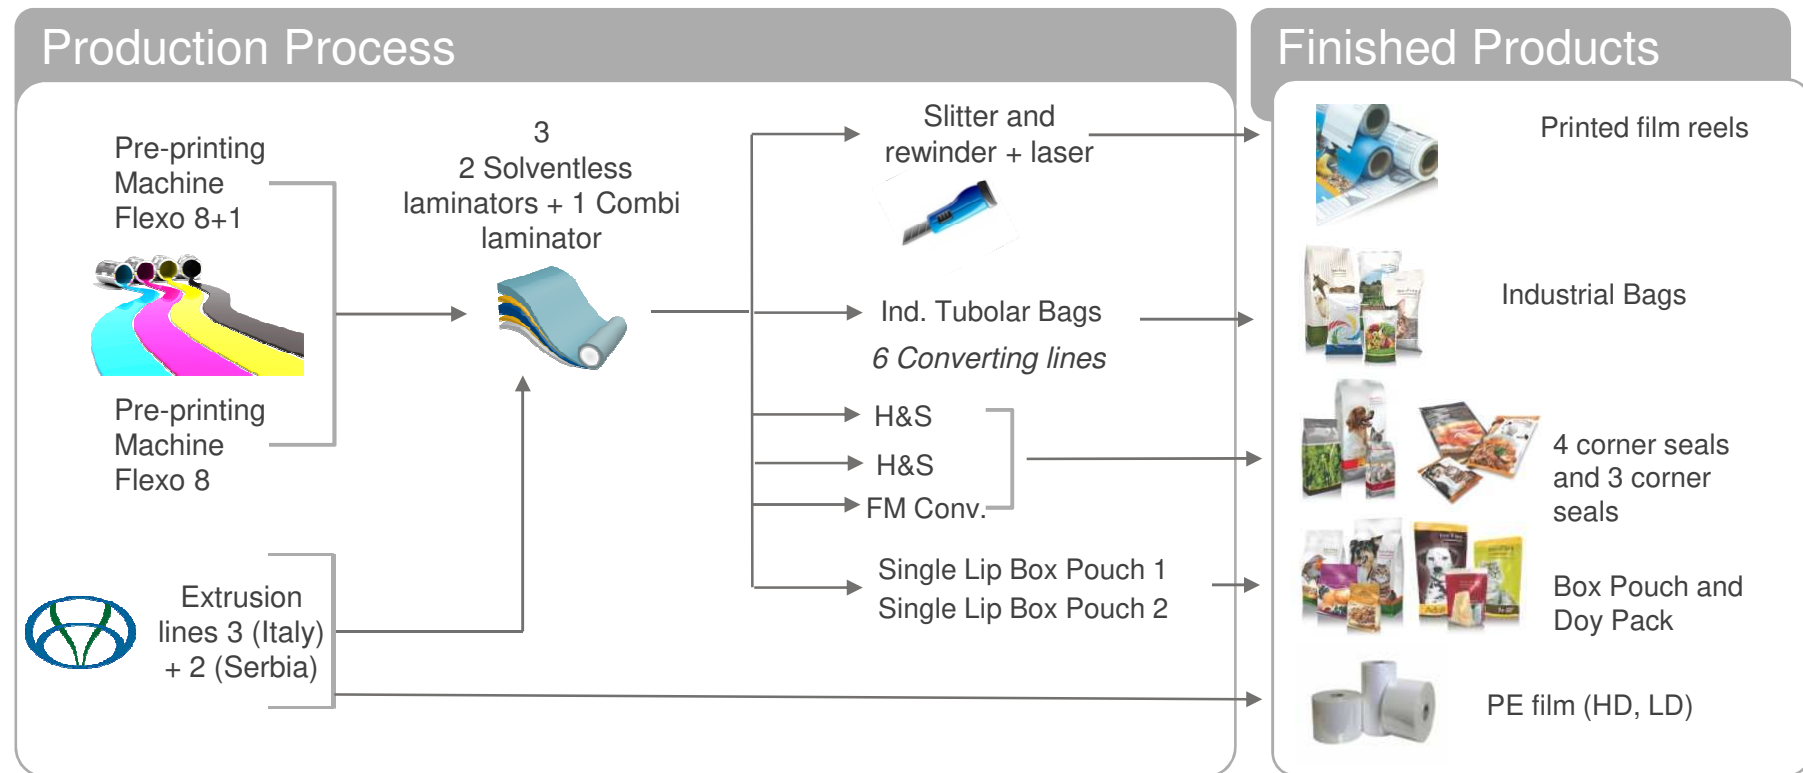 Production Process
Finished Products
Pre-printing
Machine
Flexo 8+1
3
2 Solventless
laminators + 1 Combi
laminator
Slitter and
rewinder + laser
Printed film reels
Ind. Tubolar Bags
6 Converting lines
Industrial Bags
Pre-printing
Machine
Flexo 8
H&S
H&S
FM Conv.
4 corner seals
and 3 corner
seals
Extrusion
lines 3 (Italy)
+ 2 (Serbia)
Single Lip Box Pouch 1
Single Lip Box Pouch 2
Box Pouch and
Doy Pack
PE film (HD, LD)